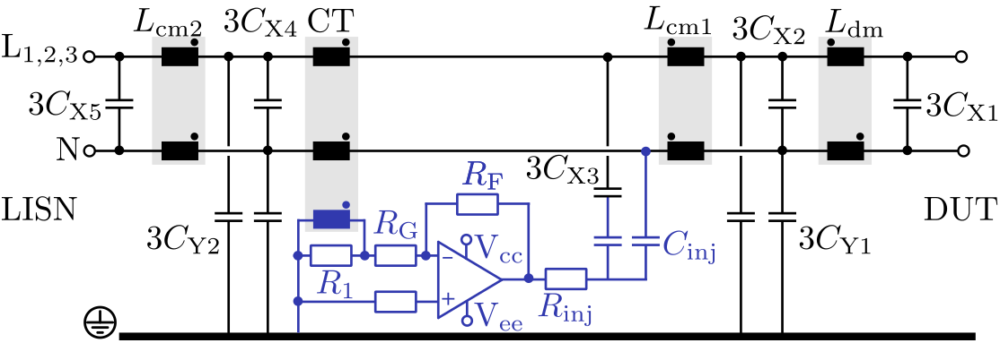 L_cm2 3C_X4 CT L_cm1 3C_X2 L_dm
L_1,2,3
3C_X5 3C_X1
N
3C_X3
R_F
LISN R_G DUT
3C_Y2 V_cc C_inj 3C_Y1
−
R_1 +
V_ee R_inj